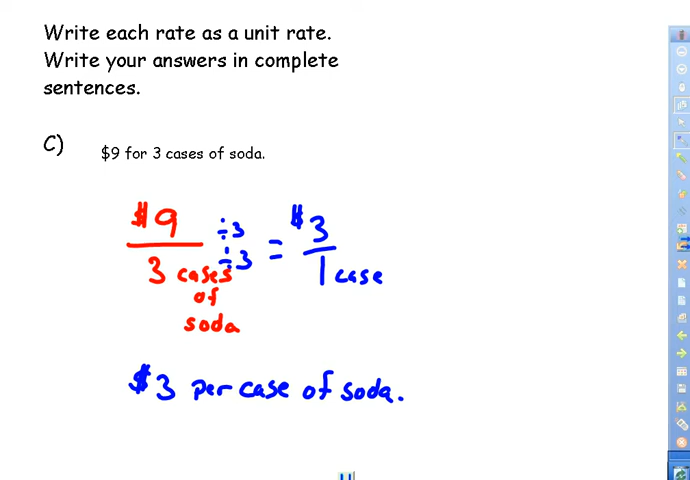 Write each rate as a unit rate.
Write your answers in complete
sentences.
C) $9 for 3 cases of soda.
$9 ÷3 = $3
3 cases ÷3 1 case
of
soda
$3 per case of soda.